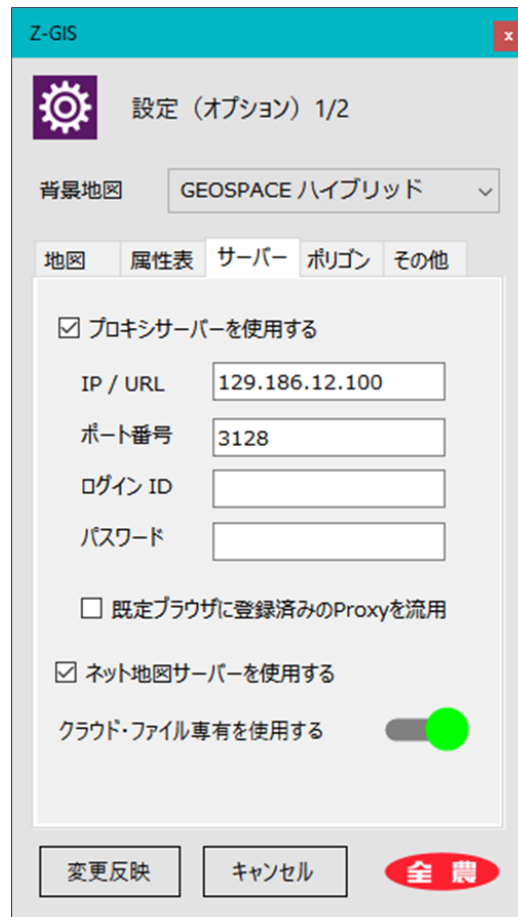 Z-GIS
x
設定（オプション）1/2
背景地図 GEOSPACE ハイブリッド
地図 属性表 サーバー ポリゴン その他
プロキシサーバーを使用する
IP / URL 129.186.12.100
ポート番号 3128
ログイン ID
パスワード
既定ブラウザに登録済みのProxyを流用
ネット地図サーバーを使用する
クラウド・ファイル専有を使用する
変更反映 キャンセル 全農